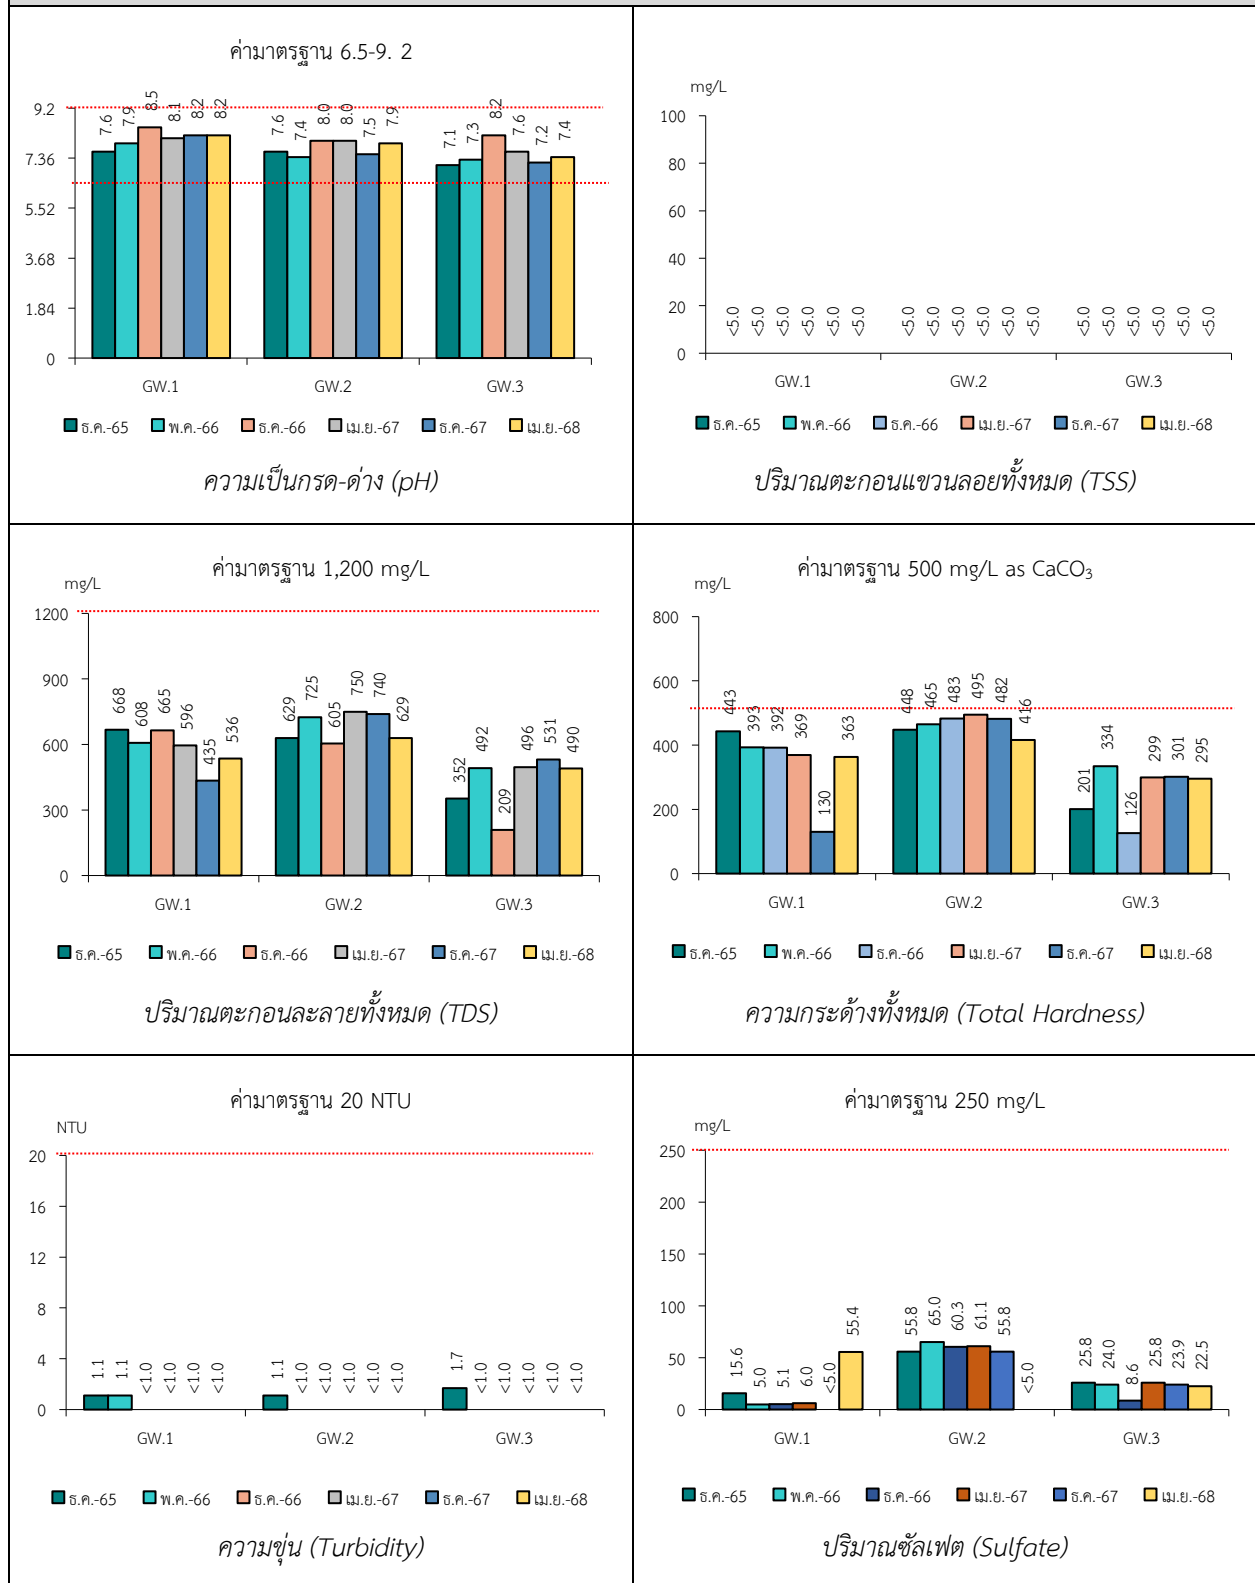 ค่ามาตรฐาน 6.5-9. 2
9.2
7.36
5.52
3.68
1.84
0
7.6 7.9 8.5 8.1 8.2 8.2
7.6 7.4 8.0 8.0 7.5 7.9
7.1 7.3 8.2 7.6 7.2 7.4
GW.1 GW.2 GW.3
ธ.ค.-65 พ.ค.-66 ธ.ค.-66 เม.ย.-67 ธ.ค.-67 เม.ย.-68
ความเป็นกรด-ด่าง (pH)
mg/L
100
80
60
40
20
0
<5.0 <5.0 <5.0 <5.0 <5.0 <5.0
<5.0 <5.0 <5.0 <5.0 <5.0 <5.0
<5.0 <5.0 <5.0 <5.0 <5.0 <5.0
GW.1 GW.2 GW.3
ธ.ค.-65 พ.ค.-66 ธ.ค.-66 เม.ย.-67 ธ.ค.-67 เม.ย.-68
ปริมาณตะกอนแขวนลอยทั้งหมด (TSS)
ค่ามาตรฐาน 1,200 mg/L
mg/L
1200
900
600
300
0
668 608 665 596 435 536
629 725 605 750 740 629
352 492 209 496 531 490
GW.1 GW.2 GW.3
ธ.ค.-65 พ.ค.-66 ธ.ค.-66 เม.ย.-67 ธ.ค.-67 เม.ย.-68
ปริมาณตะกอนละลายทั้งหมด (TDS)
ค่ามาตรฐาน 500 mg/L as CaCO₃
mg/L
800
600
400
200
0
443 393 392 369 130 363
448 465 483 495 482 416
201 334 126 299 301 295
GW.1 GW.2 GW.3
ธ.ค.-65 พ.ค.-66 ธ.ค.-66 เม.ย.-67 ธ.ค.-67 เม.ย.-68
ความกระด้างทั้งหมด (Total Hardness)
ค่ามาตรฐาน 20 NTU
NTU
20
16
12
8
4
0
1.1 1.1 <1.0 <1.0 <1.0 <1.0
1.1 <1.0 <1.0 <1.0 <1.0 <1.0
1.7 <1.0 <1.0 <1.0 <1.0 <1.0
GW.1 GW.2 GW.3
ธ.ค.-65 พ.ค.-66 ธ.ค.-66 เม.ย.-67 ธ.ค.-67 เม.ย.-68
ความขุ่น (Turbidity)
ค่ามาตรฐาน 250 mg/L
mg/L
250
200
150
100
50
0
15.6 5.0 5.1 6.0 <5.0 55.4
55.8 65.0 60.3 61.1 55.8 <5.0
25.8 24.0 8.6 25.8 23.9 22.5
GW.1 GW.2 GW.3
ธ.ค.-65 พ.ค.-66 ธ.ค.-66 เม.ย.-67 ธ.ค.-67 เม.ย.-68
ปริมาณซัลเฟต (Sulfate)